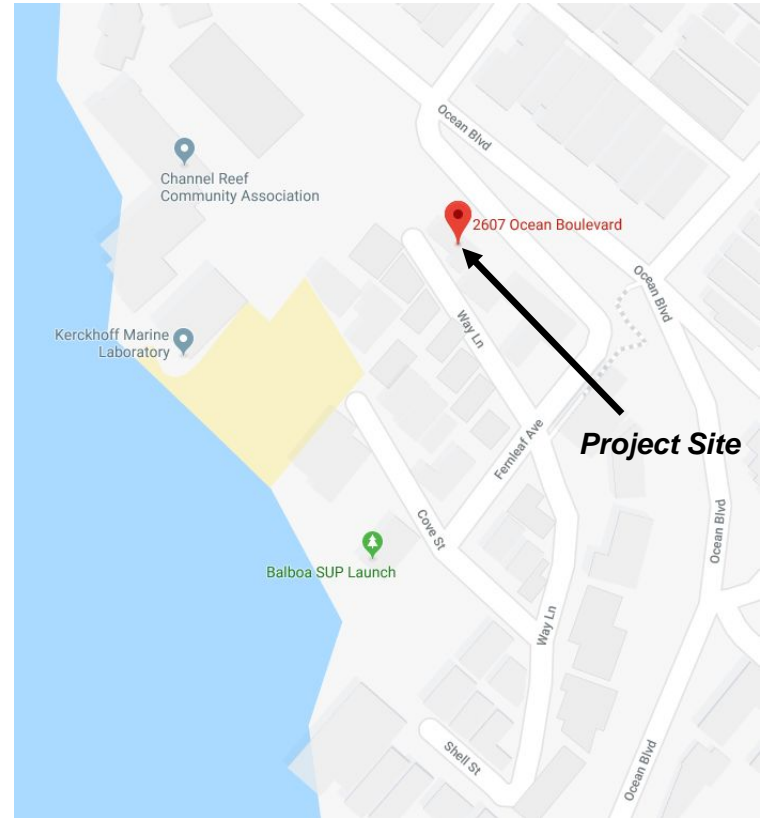 Ocean Blvd
Channel Reef
Community Association
2607 Ocean Boulevard
Ocean Blvd
Kerckhoff Marine
Laboratory
Way Ln
Fernleaf Ave
Project Site
Cove St
Ocean Blvd
Balboa SUP Launch
Way Ln
Shell St
Ocean Blvd